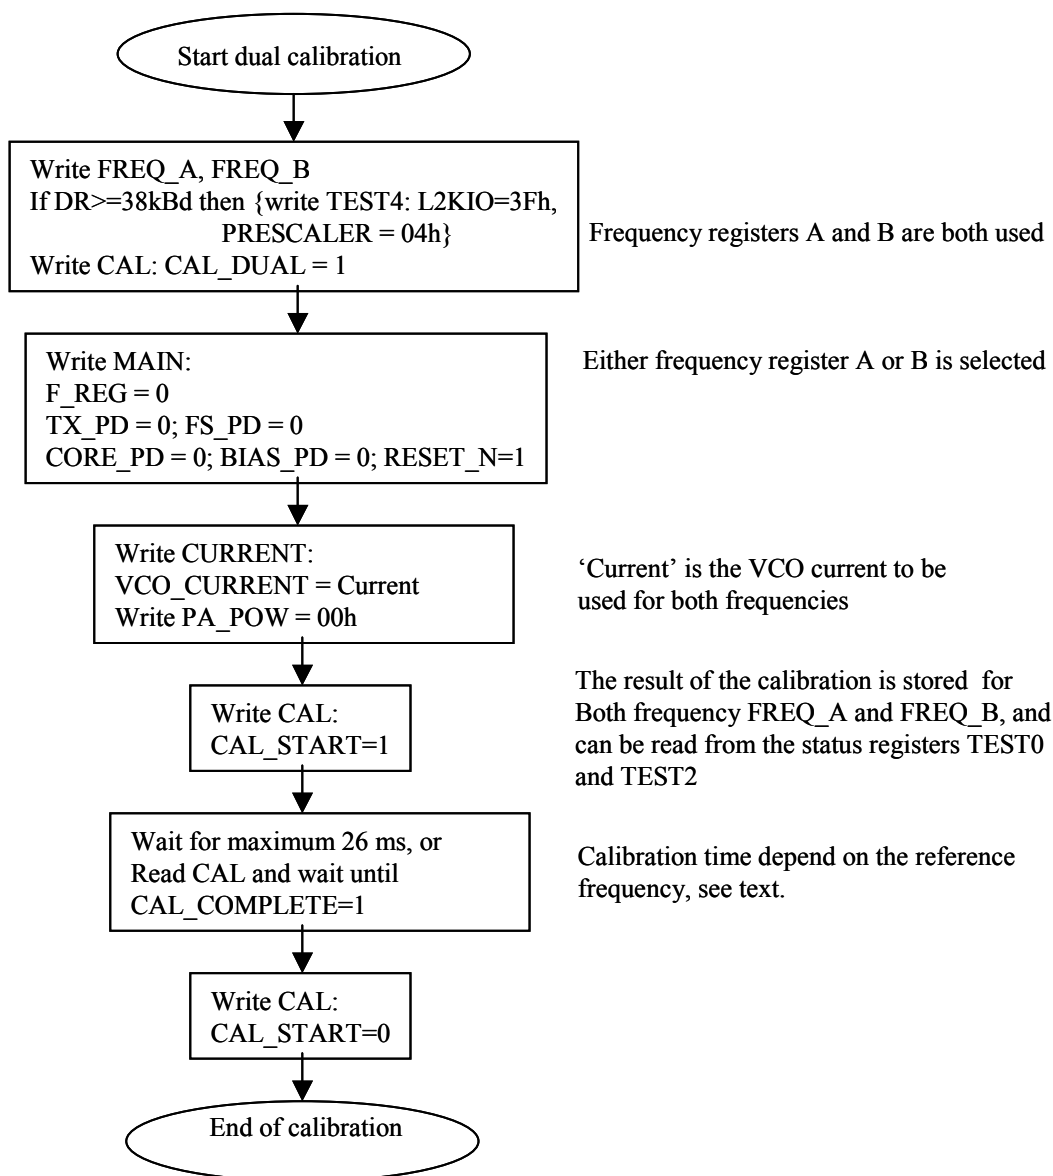 Start dual calibration
Write FREQ_A, FREQ_B
If DR>=38kBd then {write TEST4: L2KIO=3Fh,
PRESCALER = 04h}
Write CAL: CAL_DUAL = 1
Frequency registers A and B are both used
Write MAIN:
F_REG = 0
TX_PD = 0; FS_PD = 0
CORE_PD = 0; BIAS_PD = 0; RESET_N=1
Either frequency register A or B is selected
Write CURRENT:
VCO_CURRENT = Current
Write PA_POW = 00h
‘Current’ is the VCO current to be
used for both frequencies
Write CAL:
CAL_START=1
The result of the calibration is stored for
Both frequency FREQ_A and FREQ_B, and
can be read from the status registers TEST0
and TEST2
Wait for maximum 26 ms, or
Read CAL and wait until
CAL_COMPLETE=1
Calibration time depend on the reference
frequency, see text.
Write CAL:
CAL_START=0
End of calibration